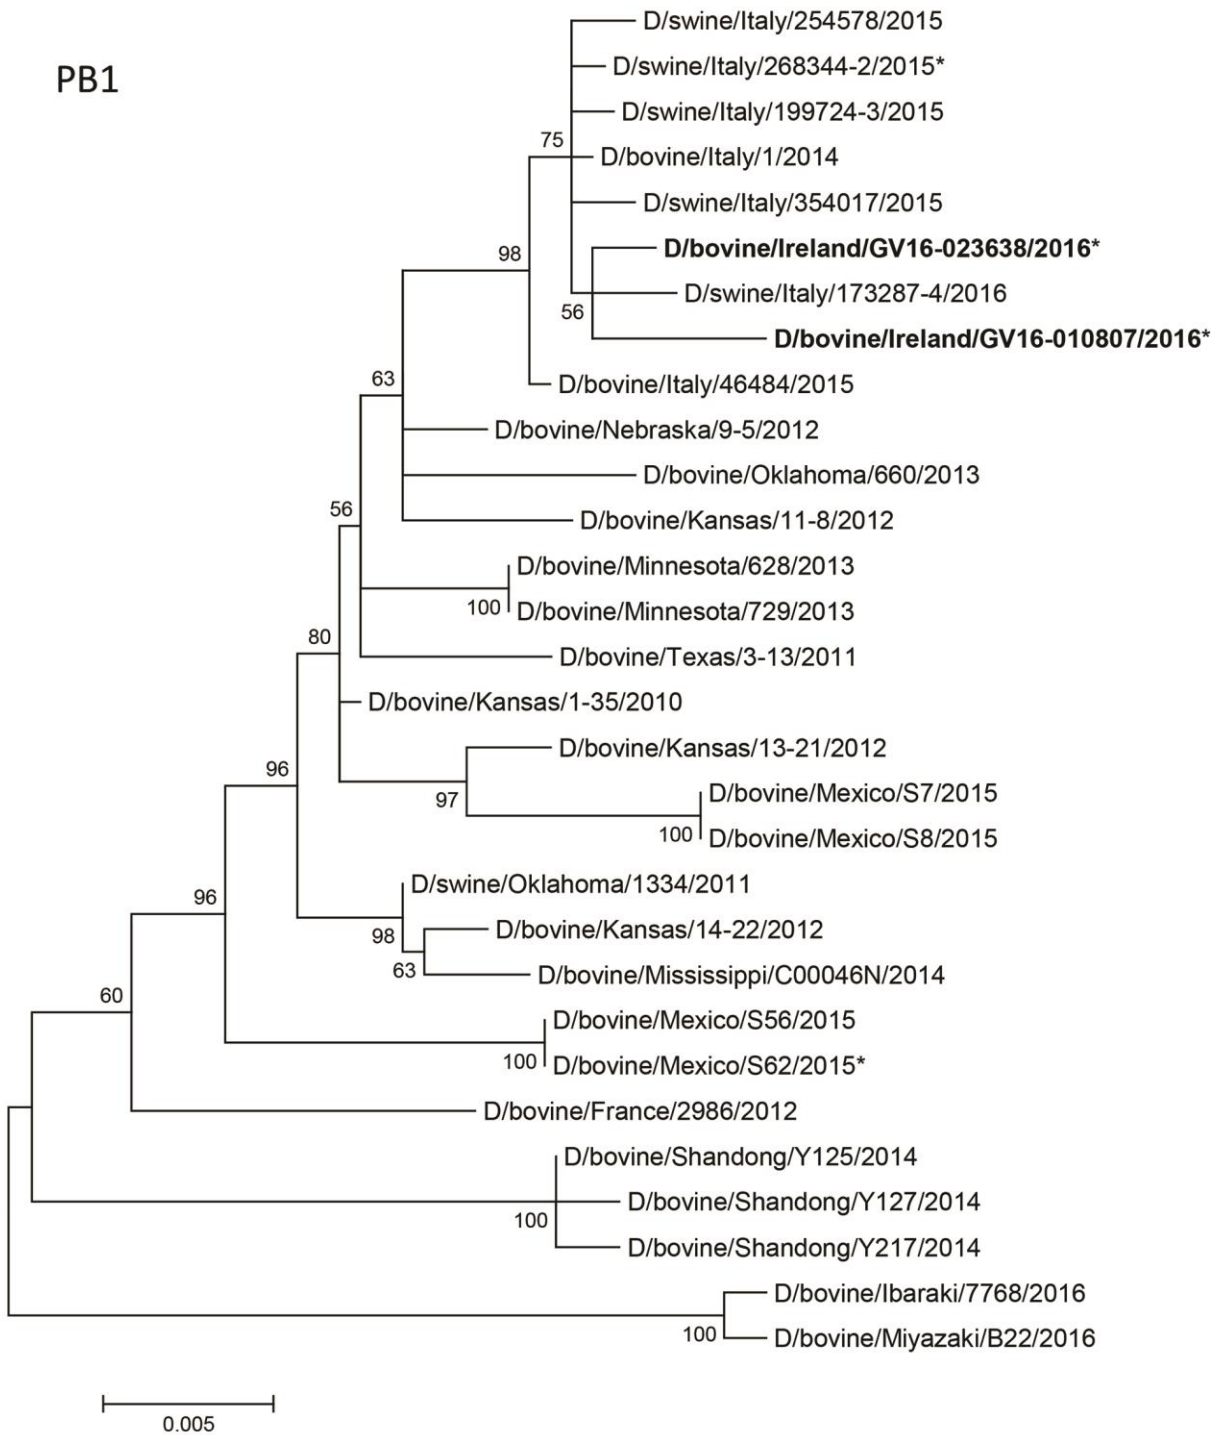 PB1
D/swine/Italy/254578/2015
D/swine/Italy/268344-2/2015*
D/swine/Italy/199724-3/2015
75
D/bovine/Italy/1/2014
D/swine/Italy/354017/2015
98
D/bovine/Ireland/GV16-023638/2016*
D/swine/Italy/173287-4/2016
56
D/bovine/Ireland/GV16-010807/2016*
63
D/bovine/Italy/46484/2015
D/bovine/Nebraska/9-5/2012
D/bovine/Oklahoma/660/2013
56
D/bovine/Kansas/11-8/2012
D/bovine/Minnesota/628/2013
100
D/bovine/Minnesota/729/2013
80
D/bovine/Texas/3-13/2011
D/bovine/Kansas/1-35/2010
D/bovine/Kansas/13-21/2012
96
97
D/bovine/Mexico/S7/2015
100
D/bovine/Mexico/S8/2015
D/swine/Oklahoma/1334/2011
96
98
D/bovine/Kansas/14-22/2012
63
D/bovine/Mississippi/C00046N/2014
60
D/bovine/Mexico/S56/2015
100
D/bovine/Mexico/S62/2015*
D/bovine/France/2986/2012
D/bovine/Shandong/Y125/2014
D/bovine/Shandong/Y127/2014
100
D/bovine/Shandong/Y217/2014
D/bovine/Ibaraki/7768/2016
100
D/bovine/Miyazaki/B22/2016
0.005